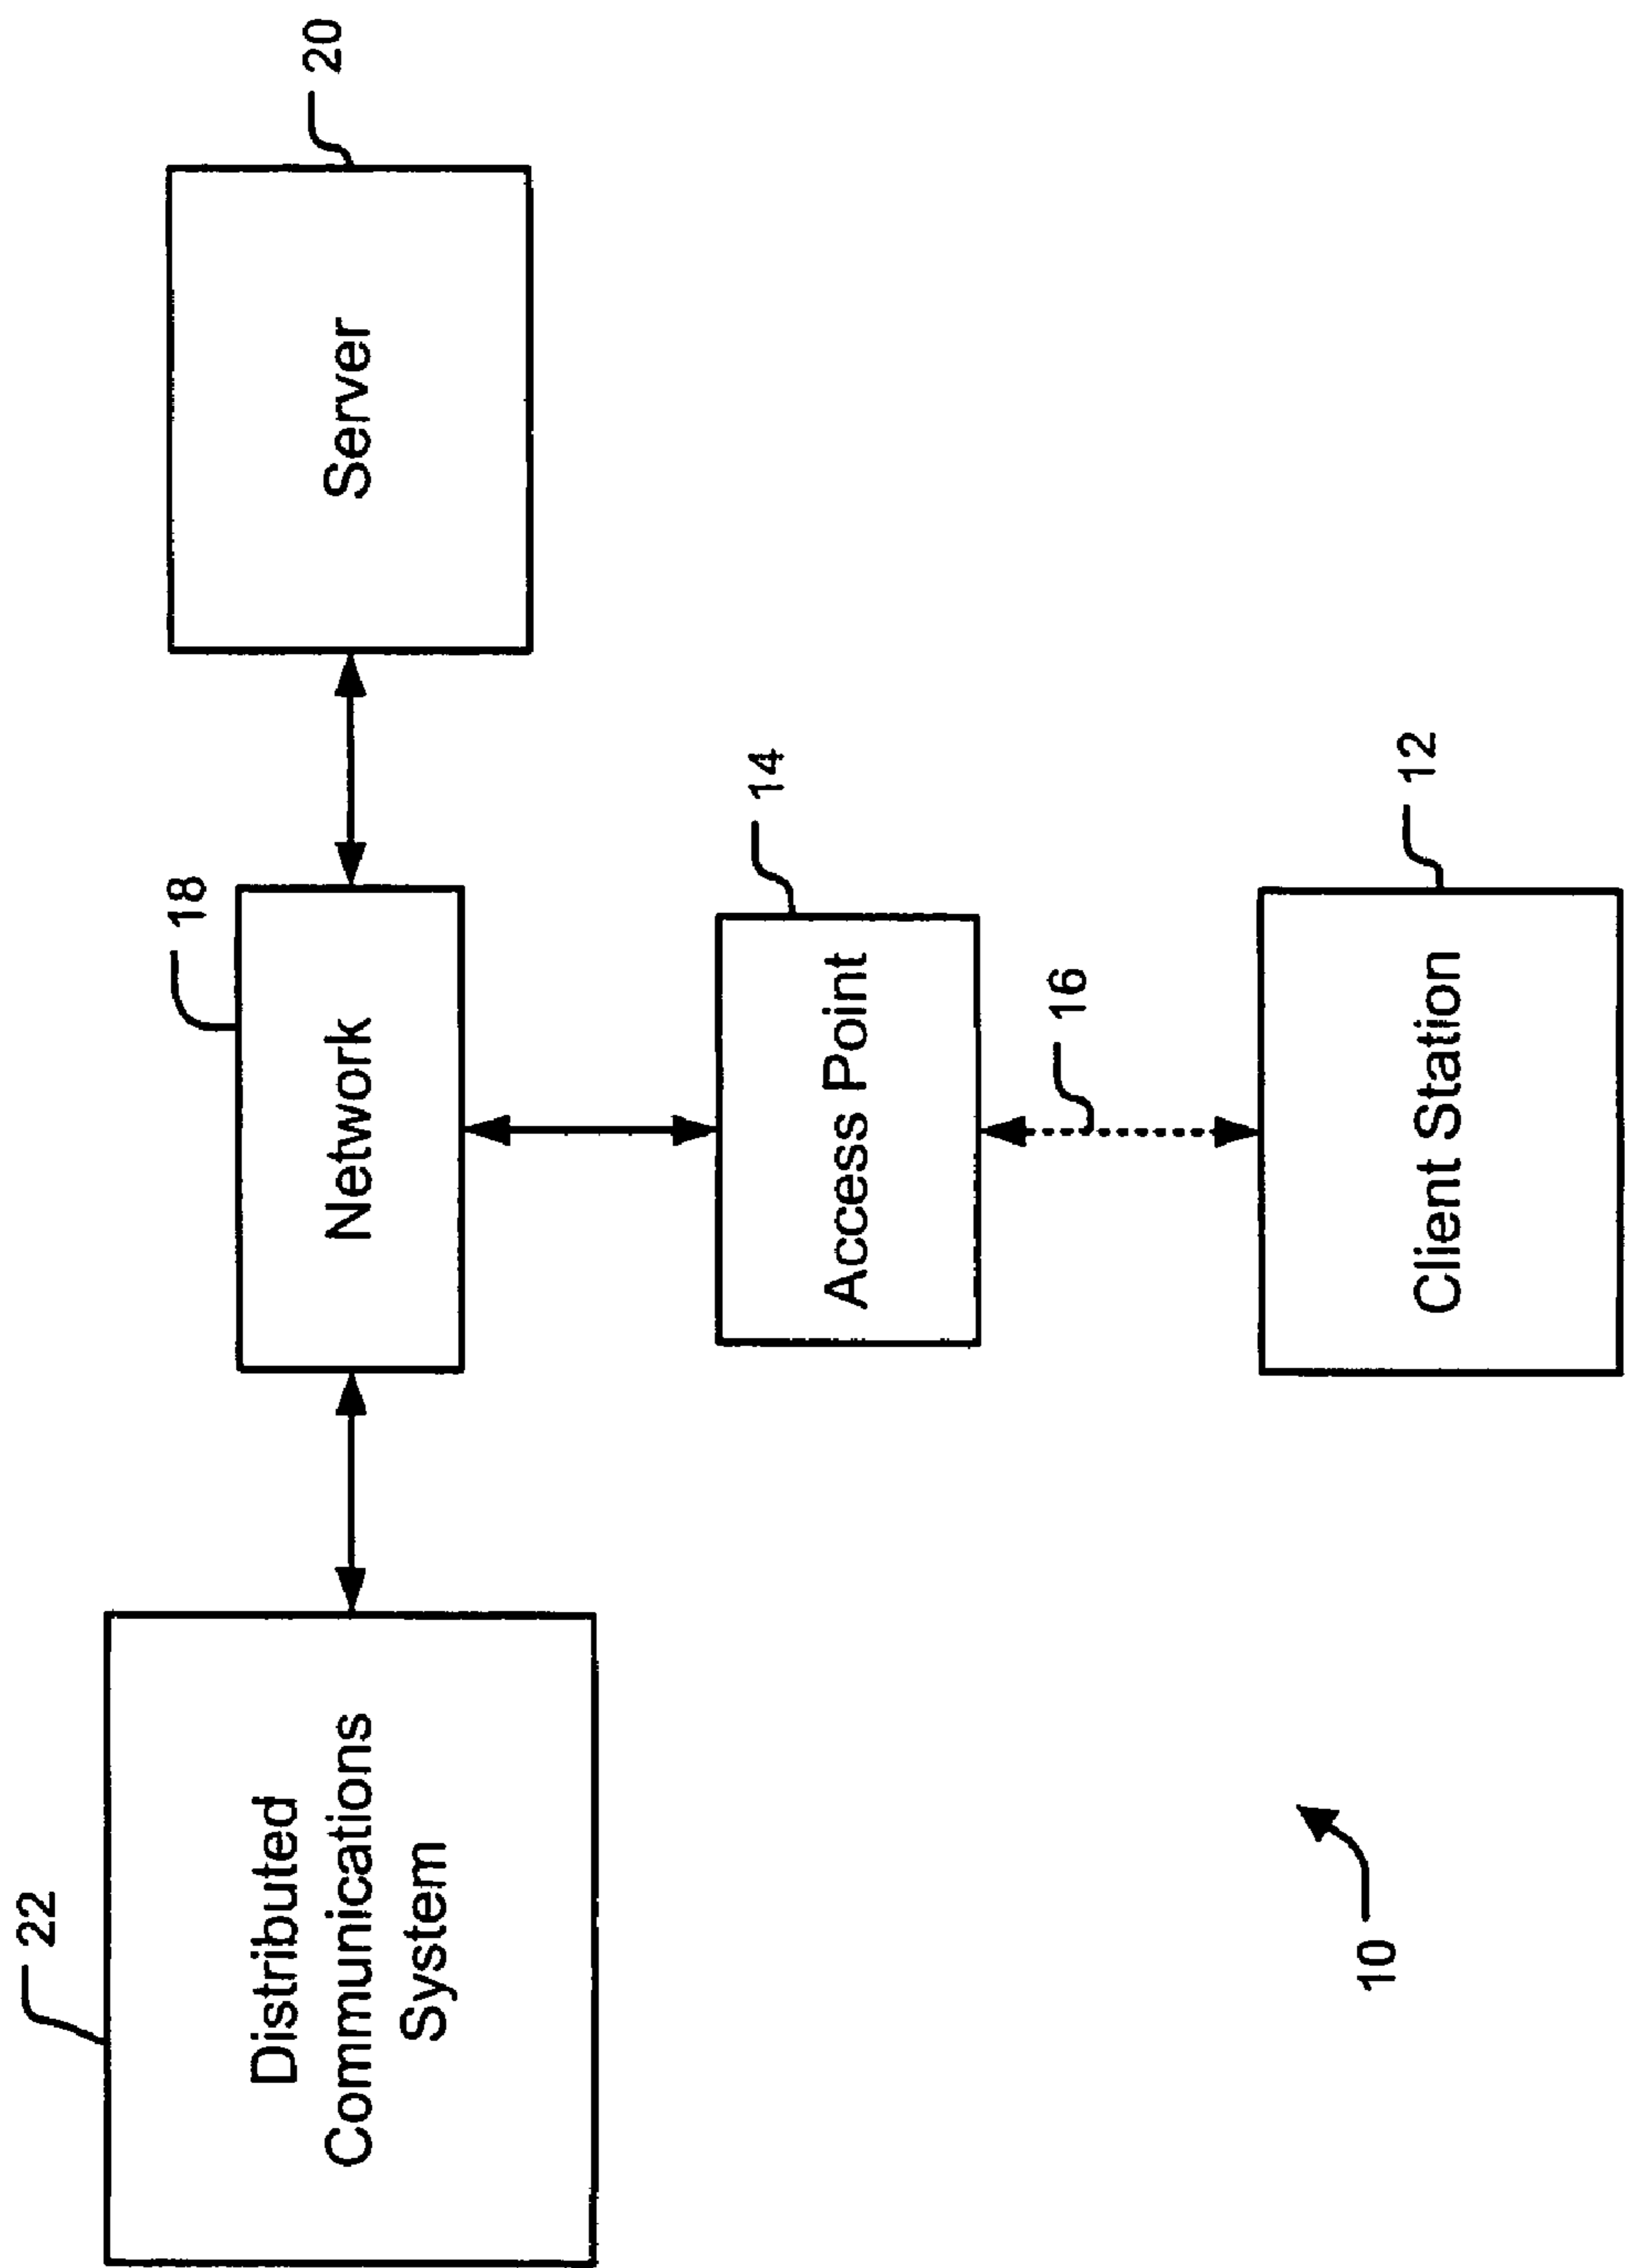 22
Distributed
Communications
System
18
Network
20
Server
14
Access Point
16
12
Client Station
10